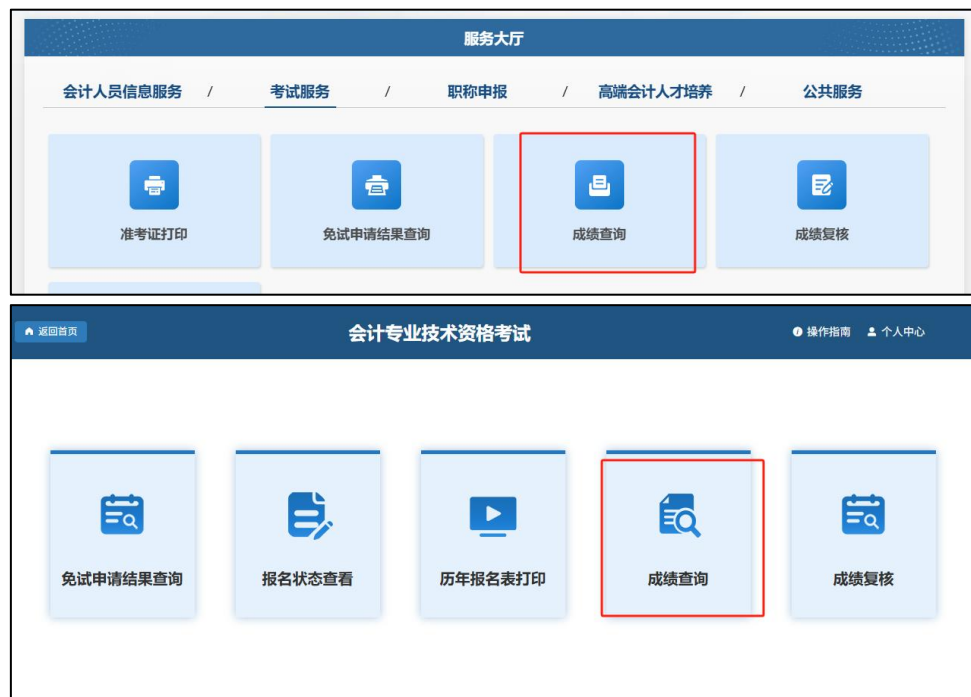 服务大厅
会计人员信息服务 / 考试服务 / 职称申报 / 高端会计人才培养 / 公共服务
准考证打印 免试申请结果查询 成绩查询 成绩复核
返回首页 会计专业技术资格考试 操作指南 个人中心
免试申请结果查询 报名状态查看 历年报名表打印 成绩查询 成绩复核